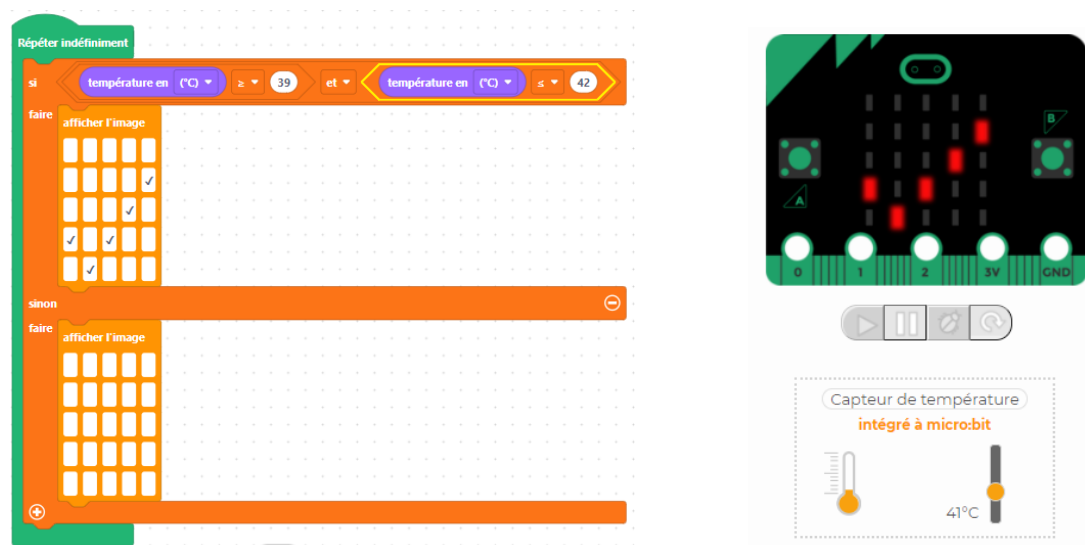 Répéter indéfiniment
si température en (°C) ≥ 39 et température en (°C) ≤ 42
faire
afficher l'image
sinon
faire
afficher l'image
A
B
0 1 2 3V GND
Capteur de température
intégré à micro:bit
41°C